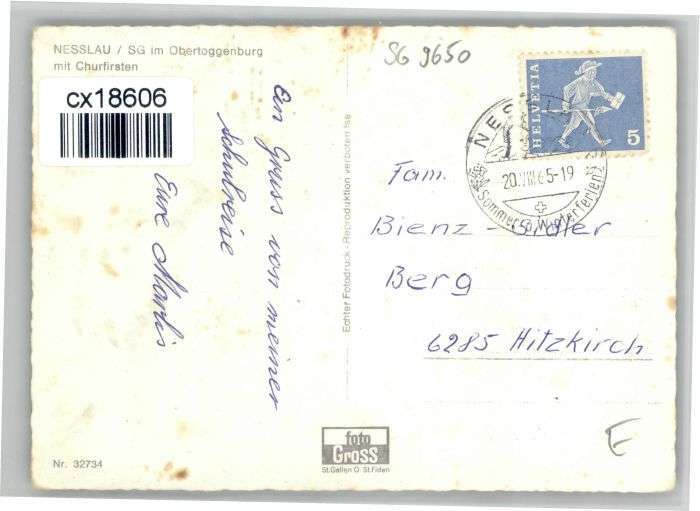 NESSLAU / SG im Obertoggenburg
mit Churfirsten
cx18606
SG 9650
HELVETIA
5
NESSLAU
20.VIII.65-19
Sommer- u. Winterferien
Ein Gruss von meiner
Schulreise
Eure Marlis
Echter Fotodruck - Reproduktion verboten
Fam.
Bienz-Sidler
Berg
6285 Hitzkirch
foto
Gross
St.Gallen O St.Fiden
Nr. 32734
E